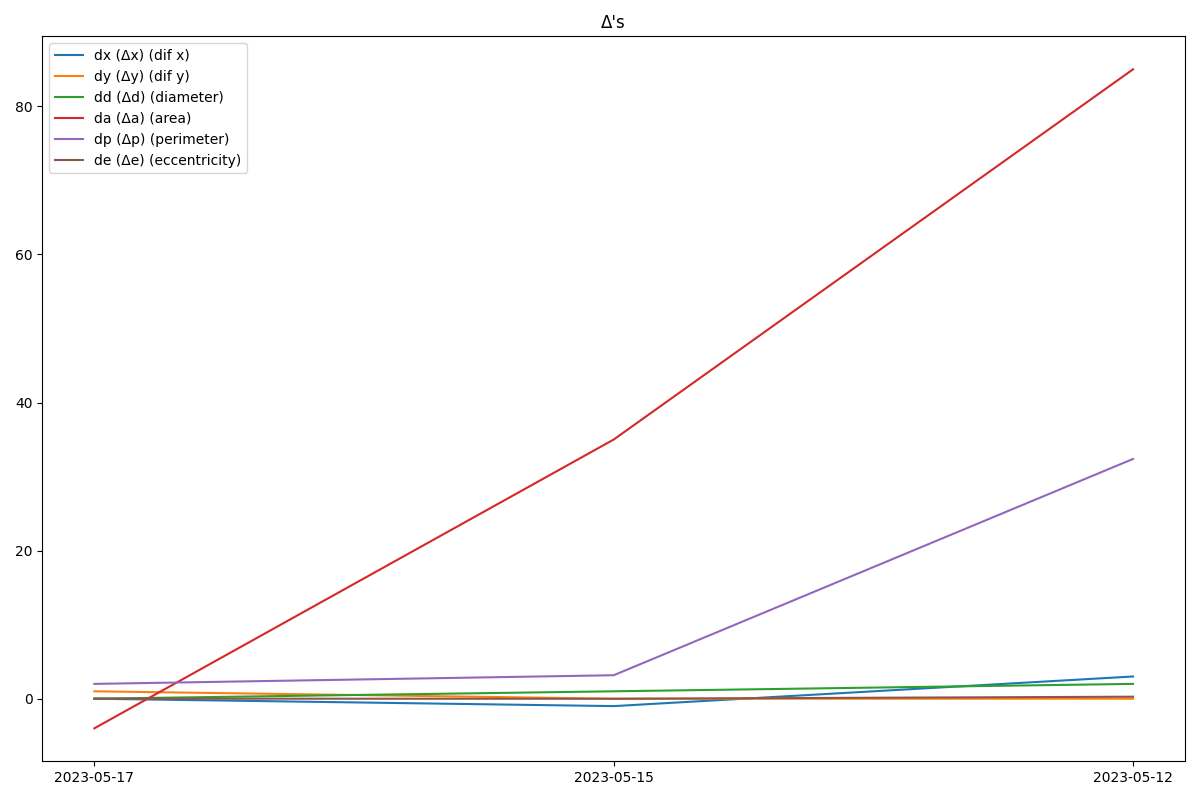 Δ's
dx (Δx) (dif x)
dy (Δy) (dif y)
dd (Δd) (diameter)
da (Δa) (area)
dp (Δp) (perimeter)
de (Δe) (eccentricity)
80
60
40
20
0
2023-05-17 2023-05-15 2023-05-12